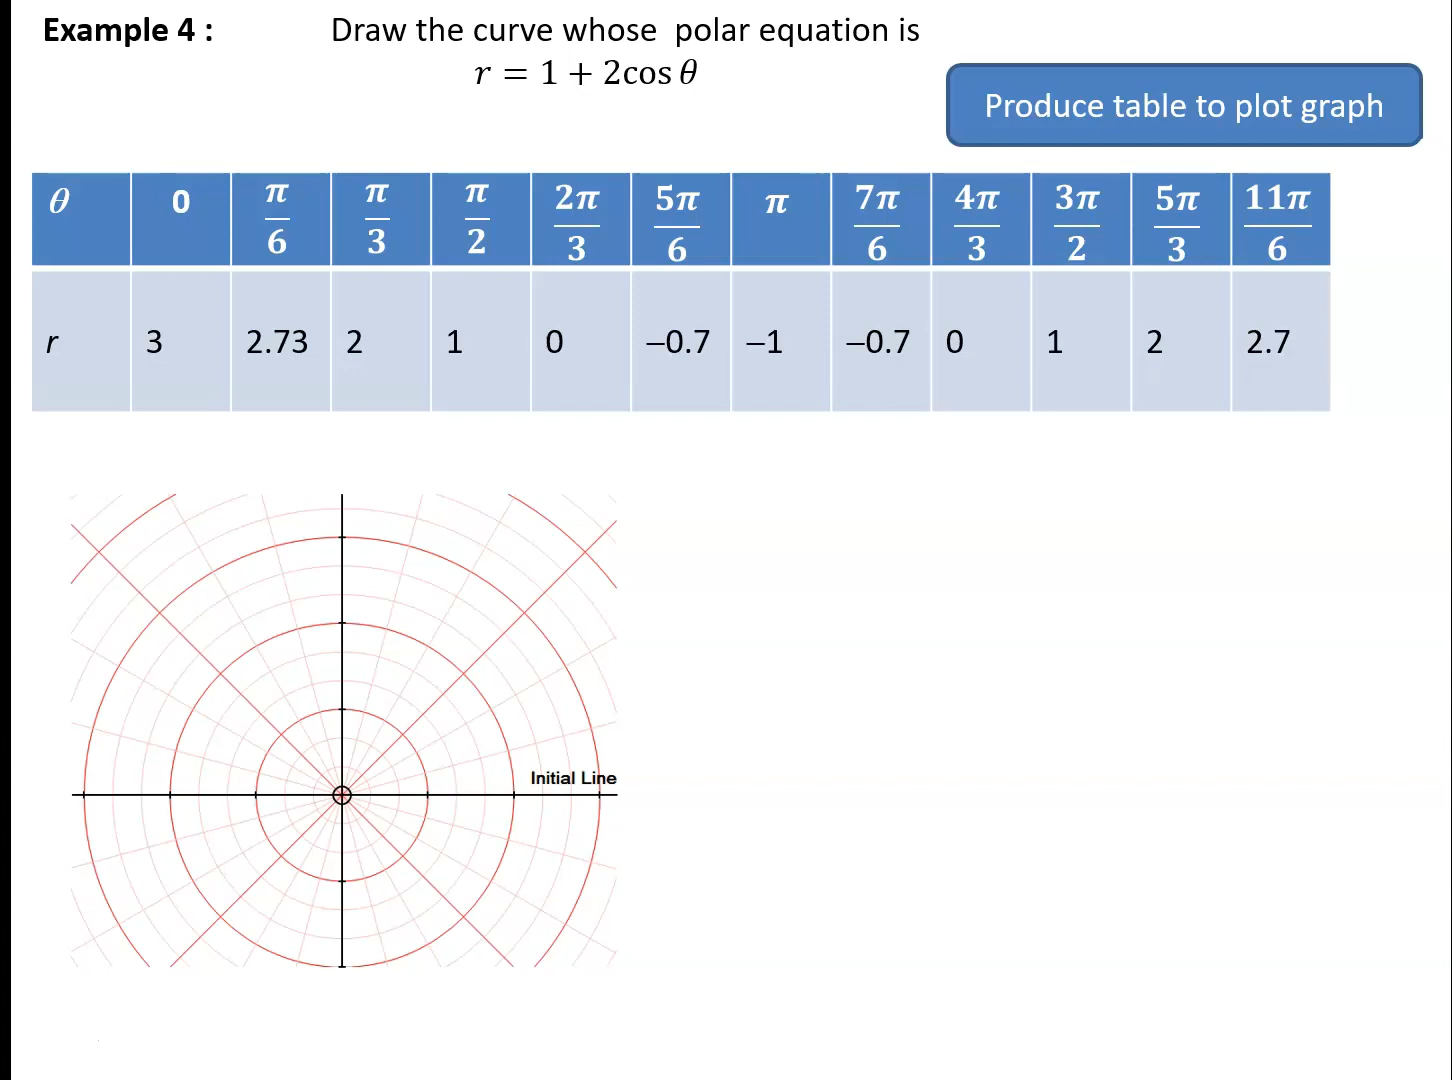 Example 4 : Draw the curve whose polar equation is
r = 1 + 2cos θ
Produce table to plot graph
θ 0 π/6 π/3 π/2 2π/3 5π/6 π 7π/6 4π/3 3π/2 5π/3 11π/6
r 3 2.73 2 1 0 –0.7 –1 –0.7 0 1 2 2.7
Initial Line